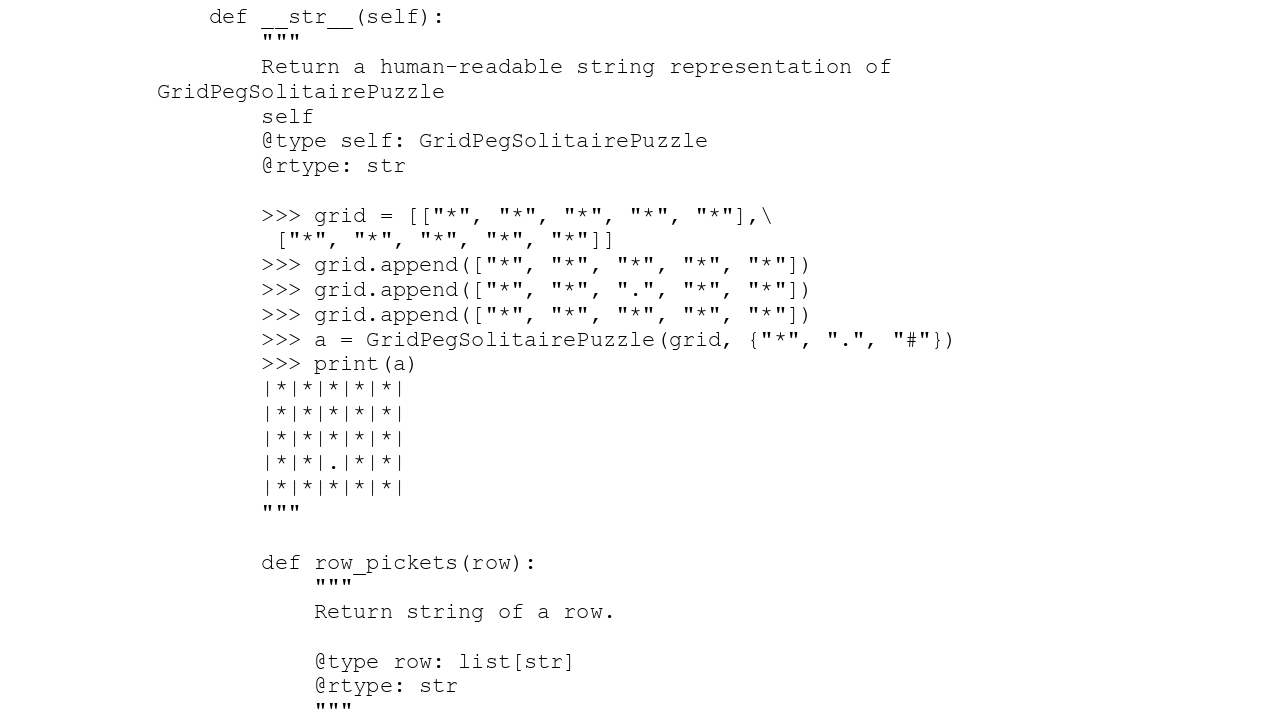 def __str__(self):
        """
        Return a human-readable string representation of
GridPegSolitairePuzzle
        self
        @type self: GridPegSolitairePuzzle
        @rtype: str

        >>> grid = [["*", "*", "*", "*", "*"],\
         ["*", "*", "*", "*", "*"]]
        >>> grid.append(["*", "*", "*", "*", "*"])
        >>> grid.append(["*", "*", ".", "*", "*"])
        >>> grid.append(["*", "*", "*", "*", "*"])
        >>> a = GridPegSolitairePuzzle(grid, {"*", ".", "#"})
        >>> print(a)
        |*|*|*|*|*|
        |*|*|*|*|*|
        |*|*|*|*|*|
        |*|*|.|*|*|
        |*|*|*|*|*|
        """

        def row_pickets(row):
            """
            Return string of a row.

            @type row: list[str]
            @rtype: str
            """